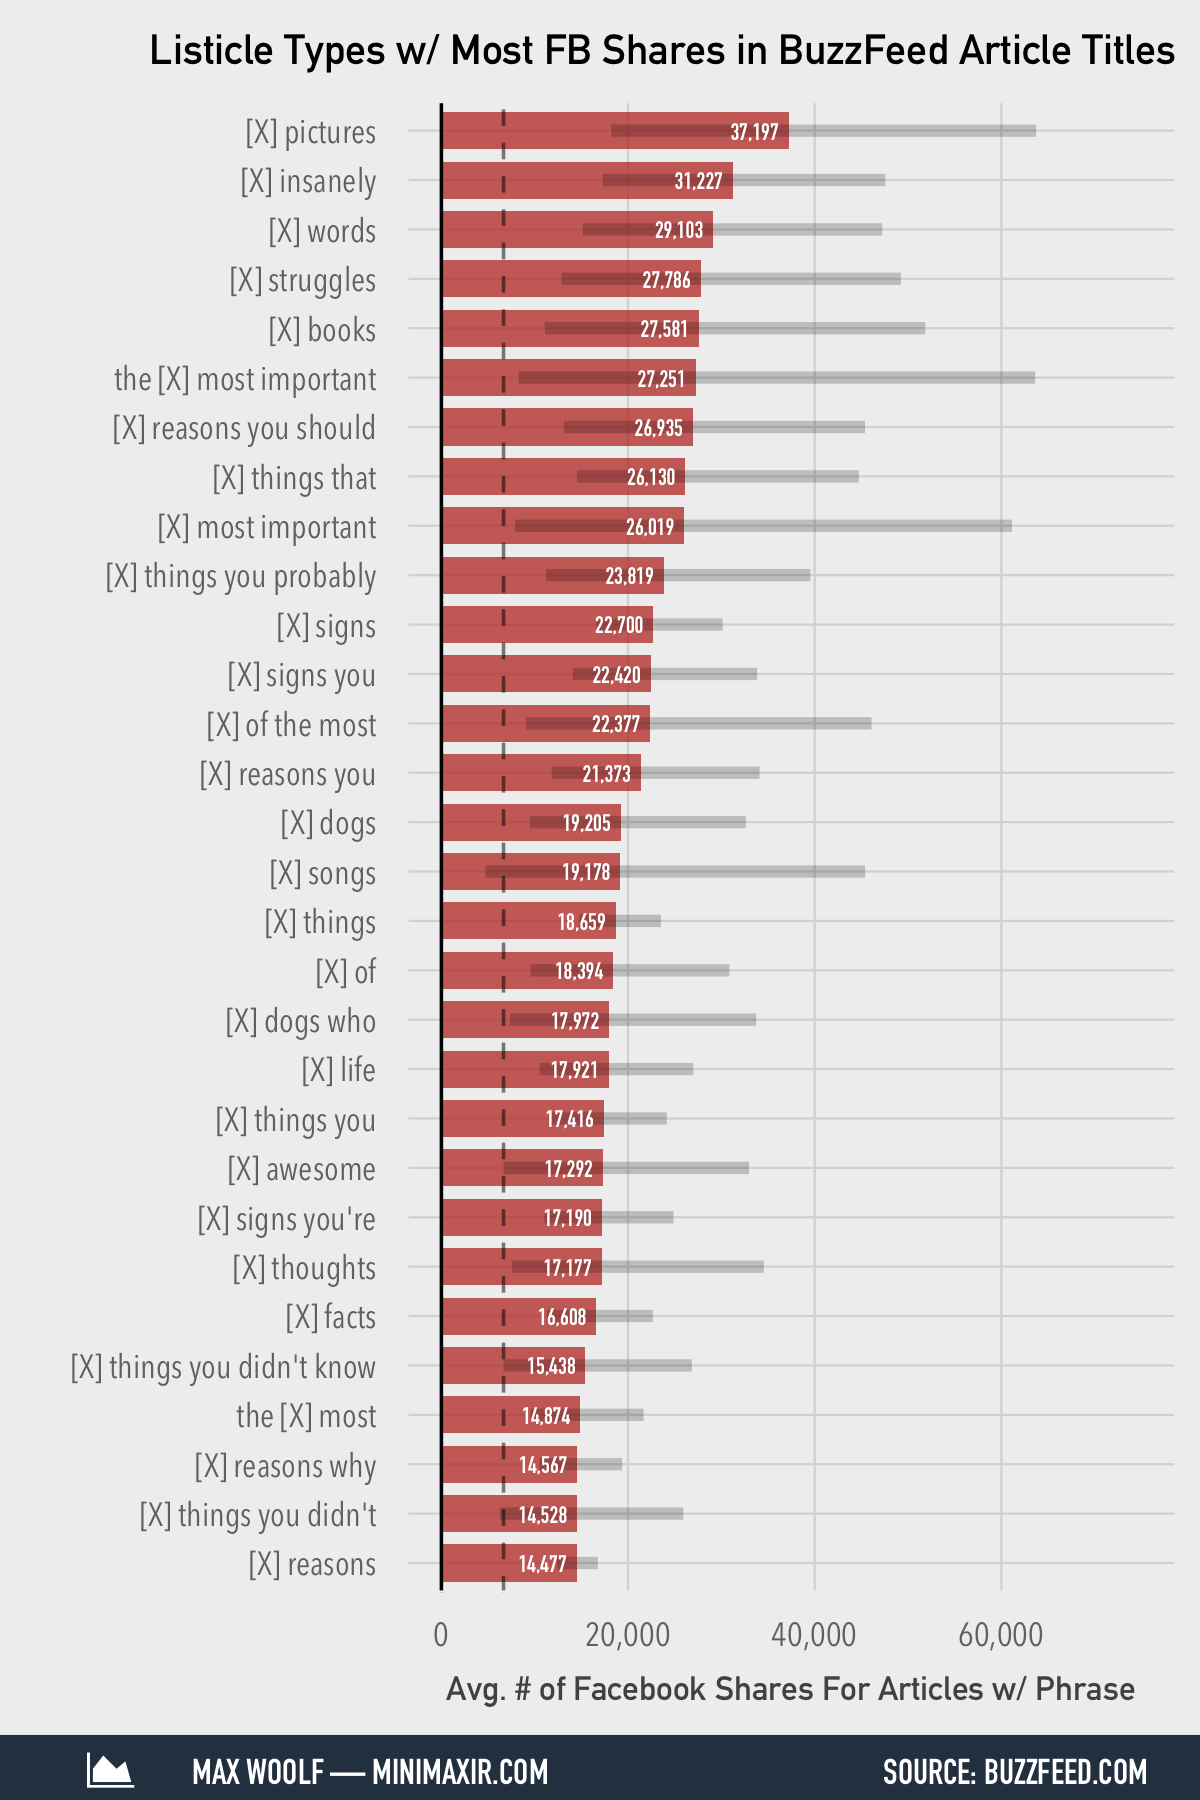 Listicle Types w/ Most FB Shares in BuzzFeed Article Titles
[X] pictures 37,197
[X] insanely 31,227
[X] words 29,103
[X] struggles 27,786
[X] books 27,581
the [X] most important 27,251
[X] reasons you should 26,935
[X] things that 26,130
[X] most important 26,019
[X] things you probably 23,819
[X] signs 22,700
[X] signs you 22,420
[X] of the most 22,377
[X] reasons you 21,373
[X] dogs 19,205
[X] songs 19,178
[X] things 18,659
[X] of 18,394
[X] dogs who 17,972
[X] life 17,921
[X] things you 17,416
[X] awesome 17,292
[X] signs you're 17,190
[X] thoughts 17,177
[X] facts 16,608
[X] things you didn't know 15,438
the [X] most 14,874
[X] reasons why 14,567
[X] things you didn't 14,528
[X] reasons 14,477
0 20,000 40,000 60,000
Avg. # of Facebook Shares For Articles w/ Phrase
MAX WOOLF — MINIMAXIR.COM SOURCE: BUZZFEED.COM